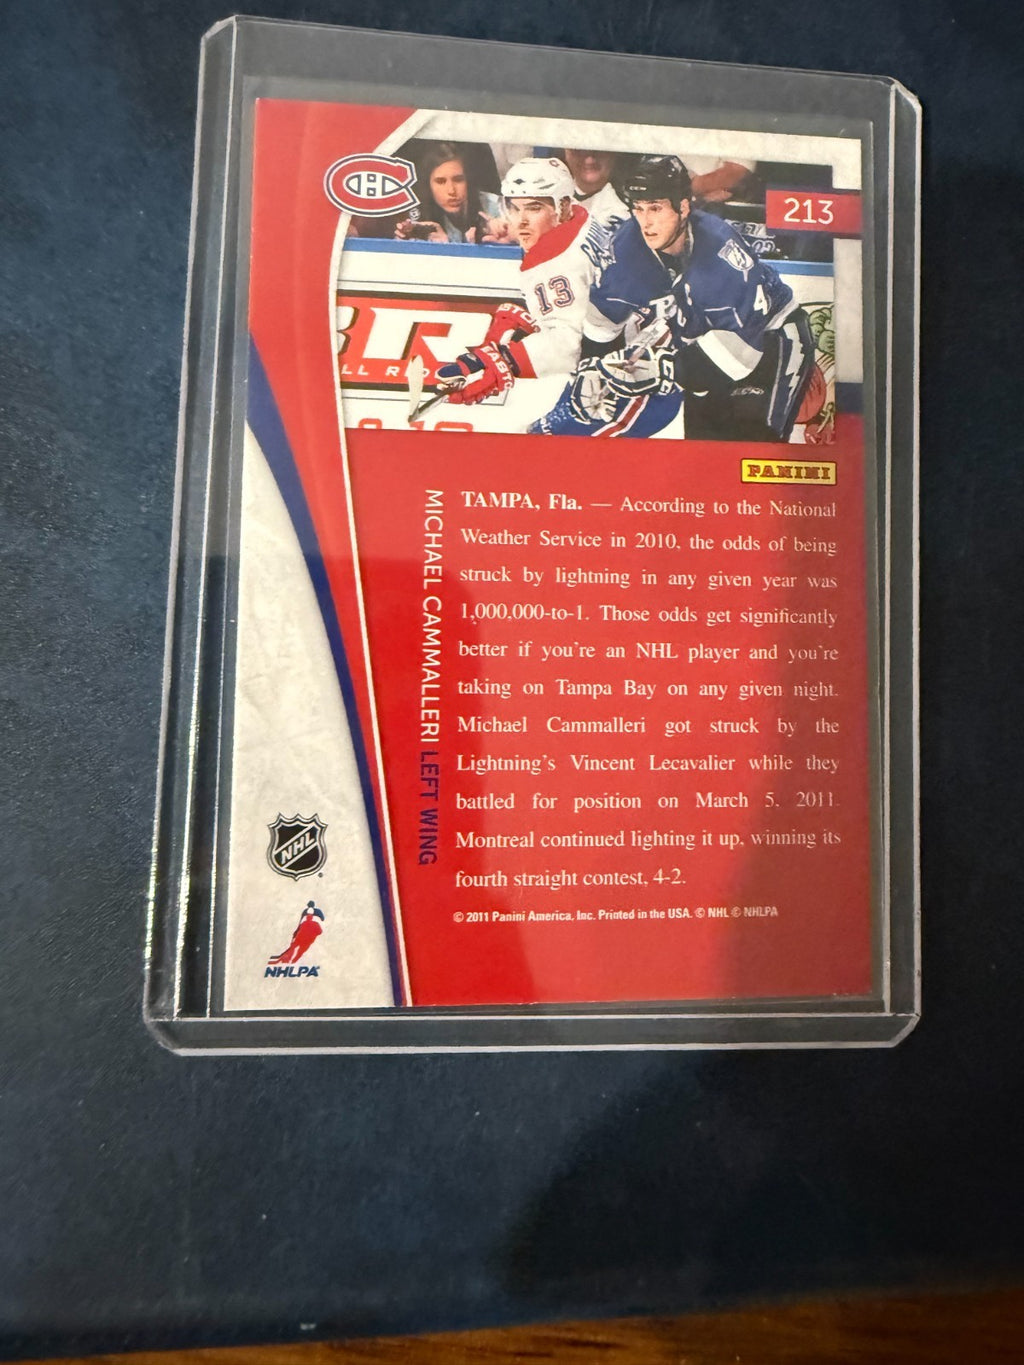 213
13
4
R
LL R
EASTON
PANINI
TAMPA, Fla. — According to the National
Weather Service in 2010, the odds of being
struck by lightning in any given year was
1,000,000-to-1. Those odds get significantly
better if you're an NHL player and you're
taking on Tampa Bay on any given night.
Michael Cammalleri got struck by the
Lightning's Vincent Lecavalier while they
battled for position on March 5, 2011.
Montreal continued lighting it up, winning its
fourth straight contest, 4-2.
© 2011 Panini America, Inc. Printed in the USA. © NHL © NHLPA
MICHAEL CAMMALLERI LEFT WING
NHL
NHLPA